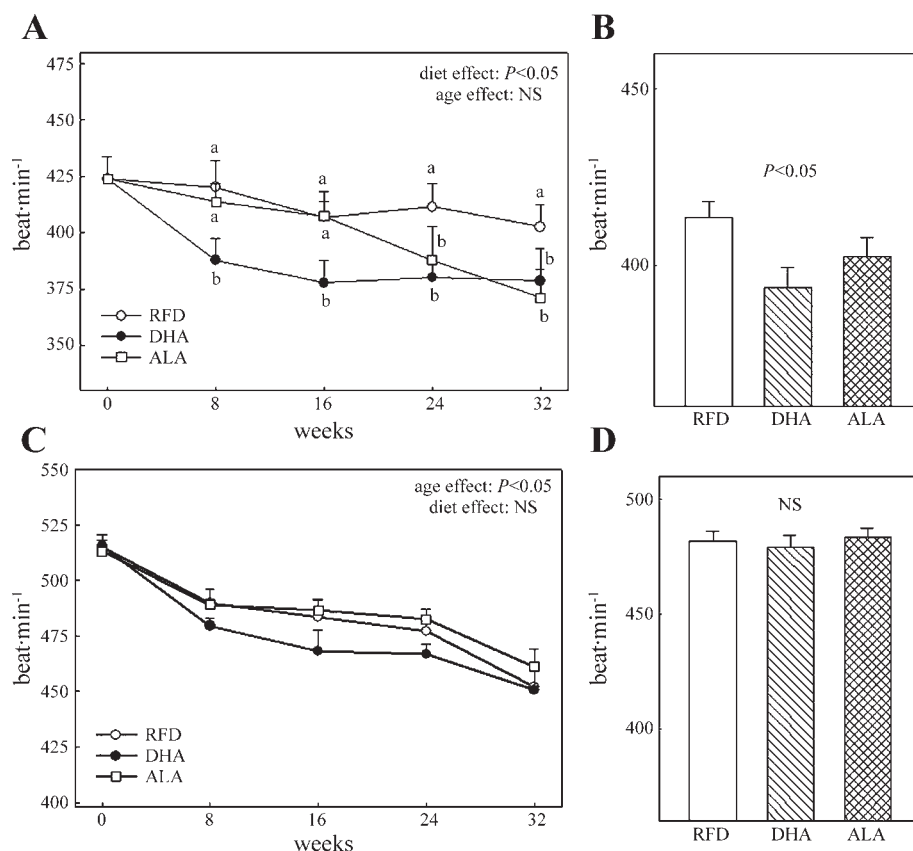 A
475
450
425
400
375
350
beat·min⁻¹
diet effect: P<0.05
age effect: NS
a
a
a
a
a
a
b
b
b
b
b
b
RFD
DHA
ALA
0 8 16 24 32
weeks
B
450
400
beat·min⁻¹
P<0.05
RFD DHA ALA
C
550
525
500
475
450
425
400
beat·min⁻¹
age effect: P<0.05
diet effect: NS
RFD
DHA
ALA
0 8 16 24 32
weeks
D
500
450
400
beat·min⁻¹
NS
RFD DHA ALA